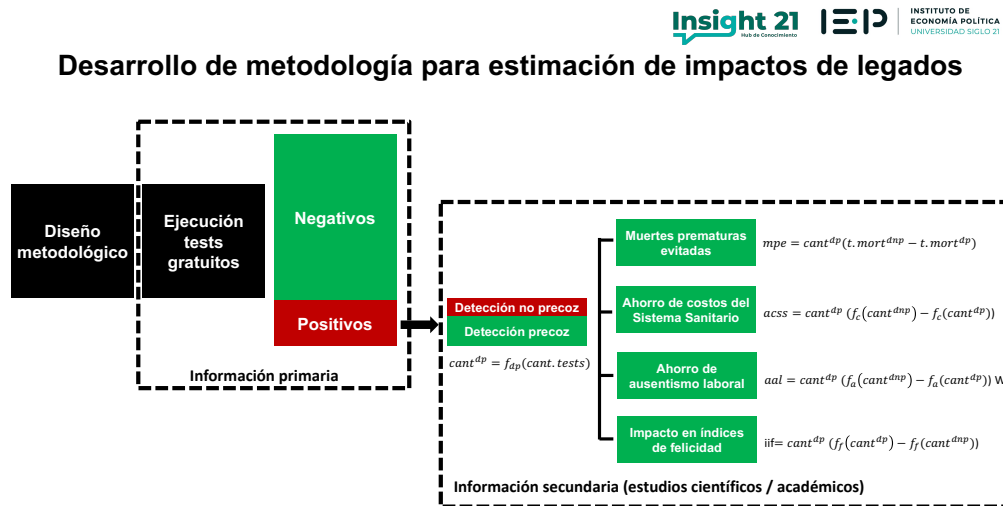 Insight 21
Hub de Conocimiento
IEP
INSTITUTO DE
ECONOMÍA POLÍTICA
UNIVERSIDAD SIGLO 21
Desarrollo de metodología para estimación de impactos de legados
Diseño
metodológico
Ejecución
tests
gratuitos
Negativos
Positivos
Información primaria
Detección no precoz
Detección precoz
cant^{dp} = f_{dp}(cant.tests)
Muertes prematuras
evitadas
mpe = cant^{dp}(t.mort^{dnp} − t.mort^{dp})
Ahorro de costos del
Sistema Sanitario
acss = cant^{dp} (f_c(cant^{dnp}) − f_c(cant^{dp}))
Ahorro de
ausentismo laboral
aal = cant^{dp} (f_a(cant^{dnp}) − f_a(cant^{dp})) W
Impacto en índices
de felicidad
iif= cant^{dp} (f_f(cant^{dp}) − f_f(cant^{dnp}))
Información secundaria (estudios científicos / académicos)